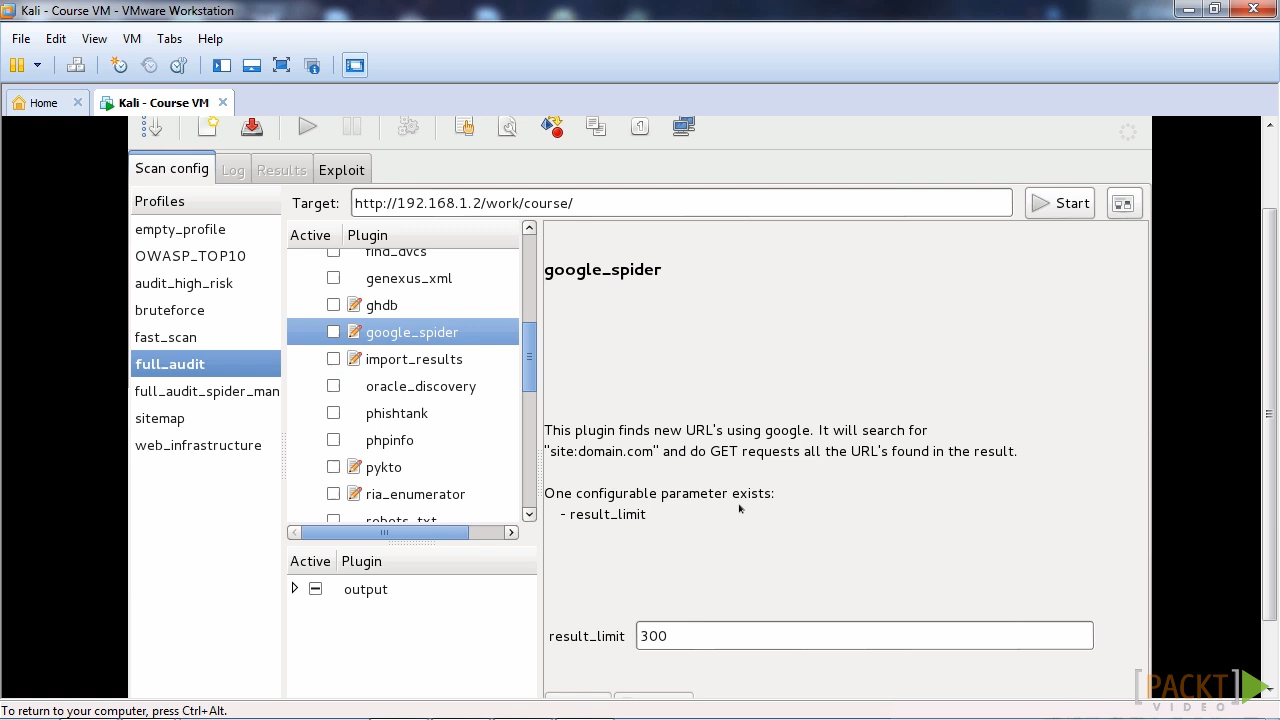 Kali - Course VM - VMware Workstation
File Edit View VM Tabs Help
Home
Kali - Course VM
Scan config Log Results Exploit
Profiles
empty_profile
OWASP_TOP10
audit_high_risk
bruteforce
fast_scan
full_audit
full_audit_spider_man
sitemap
web_infrastructure
Target: http://192.168.1.2/work/course/ Start
Active Plugin
find_dvcs
genexus_xml
ghdb
google_spider
import_results
oracle_discovery
phishtank
phpinfo
pykto
ria_enumerator
robots_txt
Active Plugin
output
google_spider
This plugin finds new URL's using google. It will search for
"site:domain.com" and do GET requests all the URL's found in the result.
One configurable parameter exists:
- result_limit
result_limit 300
[PACKT]
VIDEO
To return to your computer, press Ctrl+Alt.